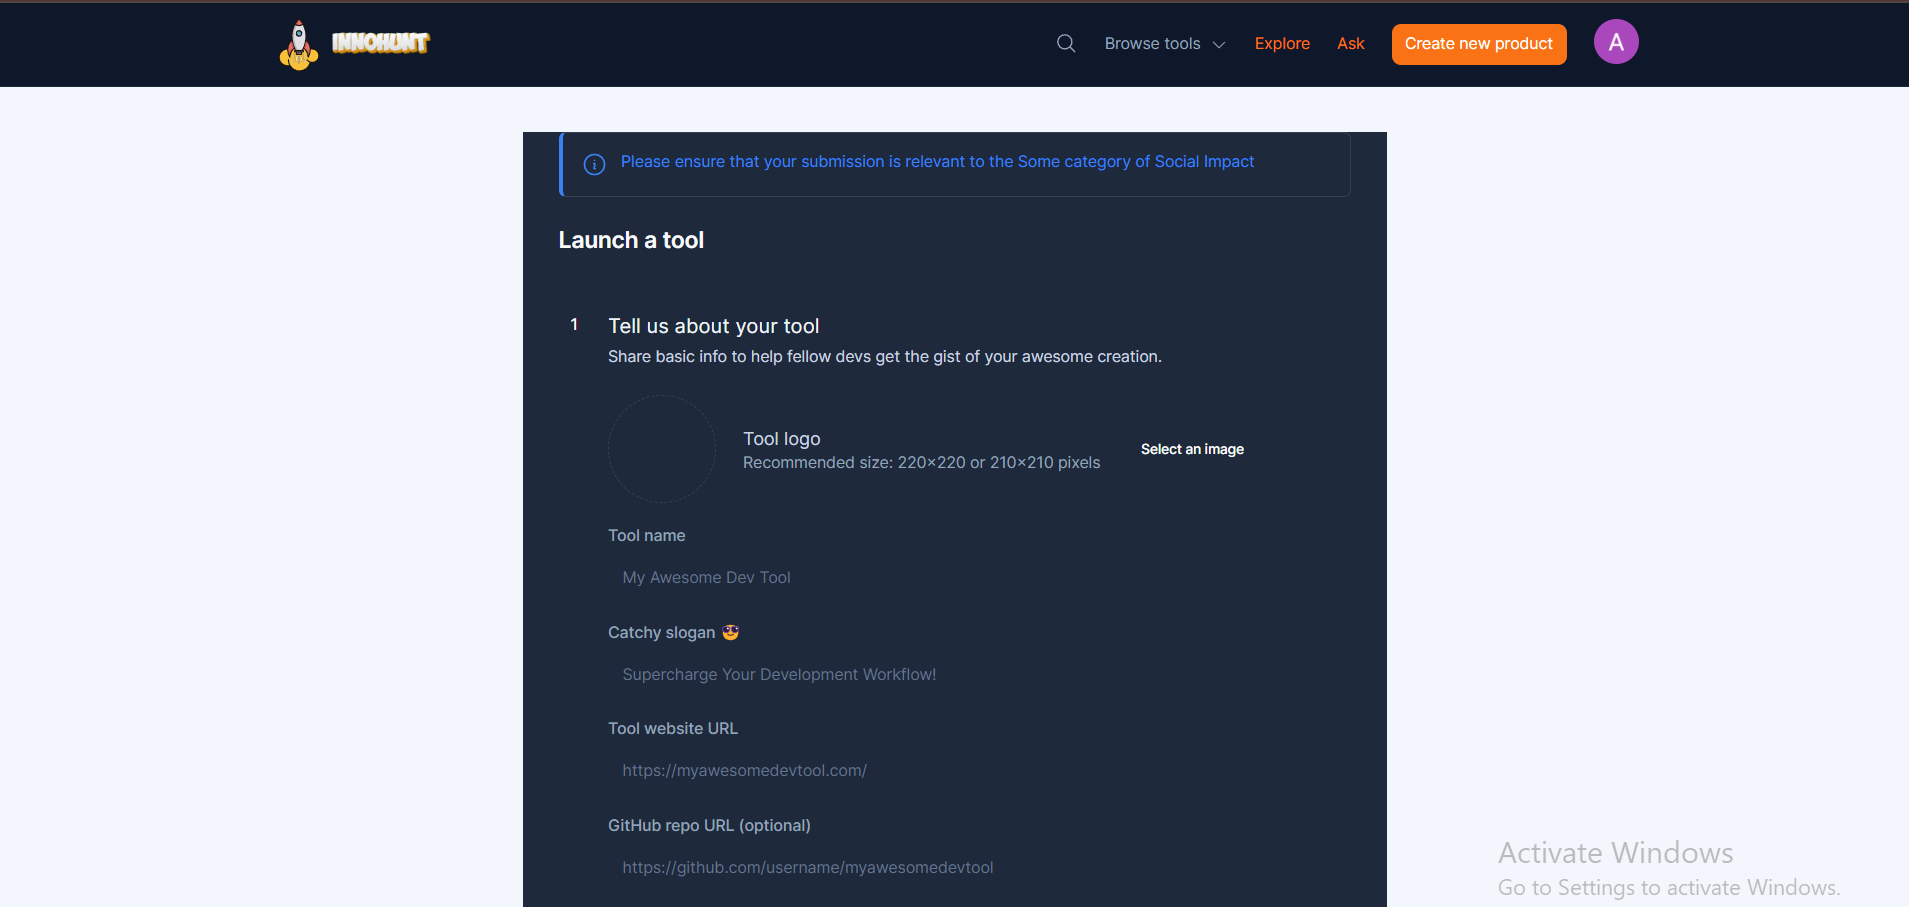 INNOHUNT
Browse tools
Explore
Ask
Create new product
A
Please ensure that your submission is relevant to the Some category of Social Impact
Launch a tool
1
Tell us about your tool
Share basic info to help fellow devs get the gist of your awesome creation.
Tool logo
Recommended size: 220×220 or 210×210 pixels
Select an image
Tool name
My Awesome Dev Tool
Catchy slogan 😎
Supercharge Your Development Workflow!
Tool website URL
https://myawesomedevtool.com/
GitHub repo URL (optional)
https://github.com/username/myawesomedevtool
Activate Windows
Go to Settings to activate Windows.